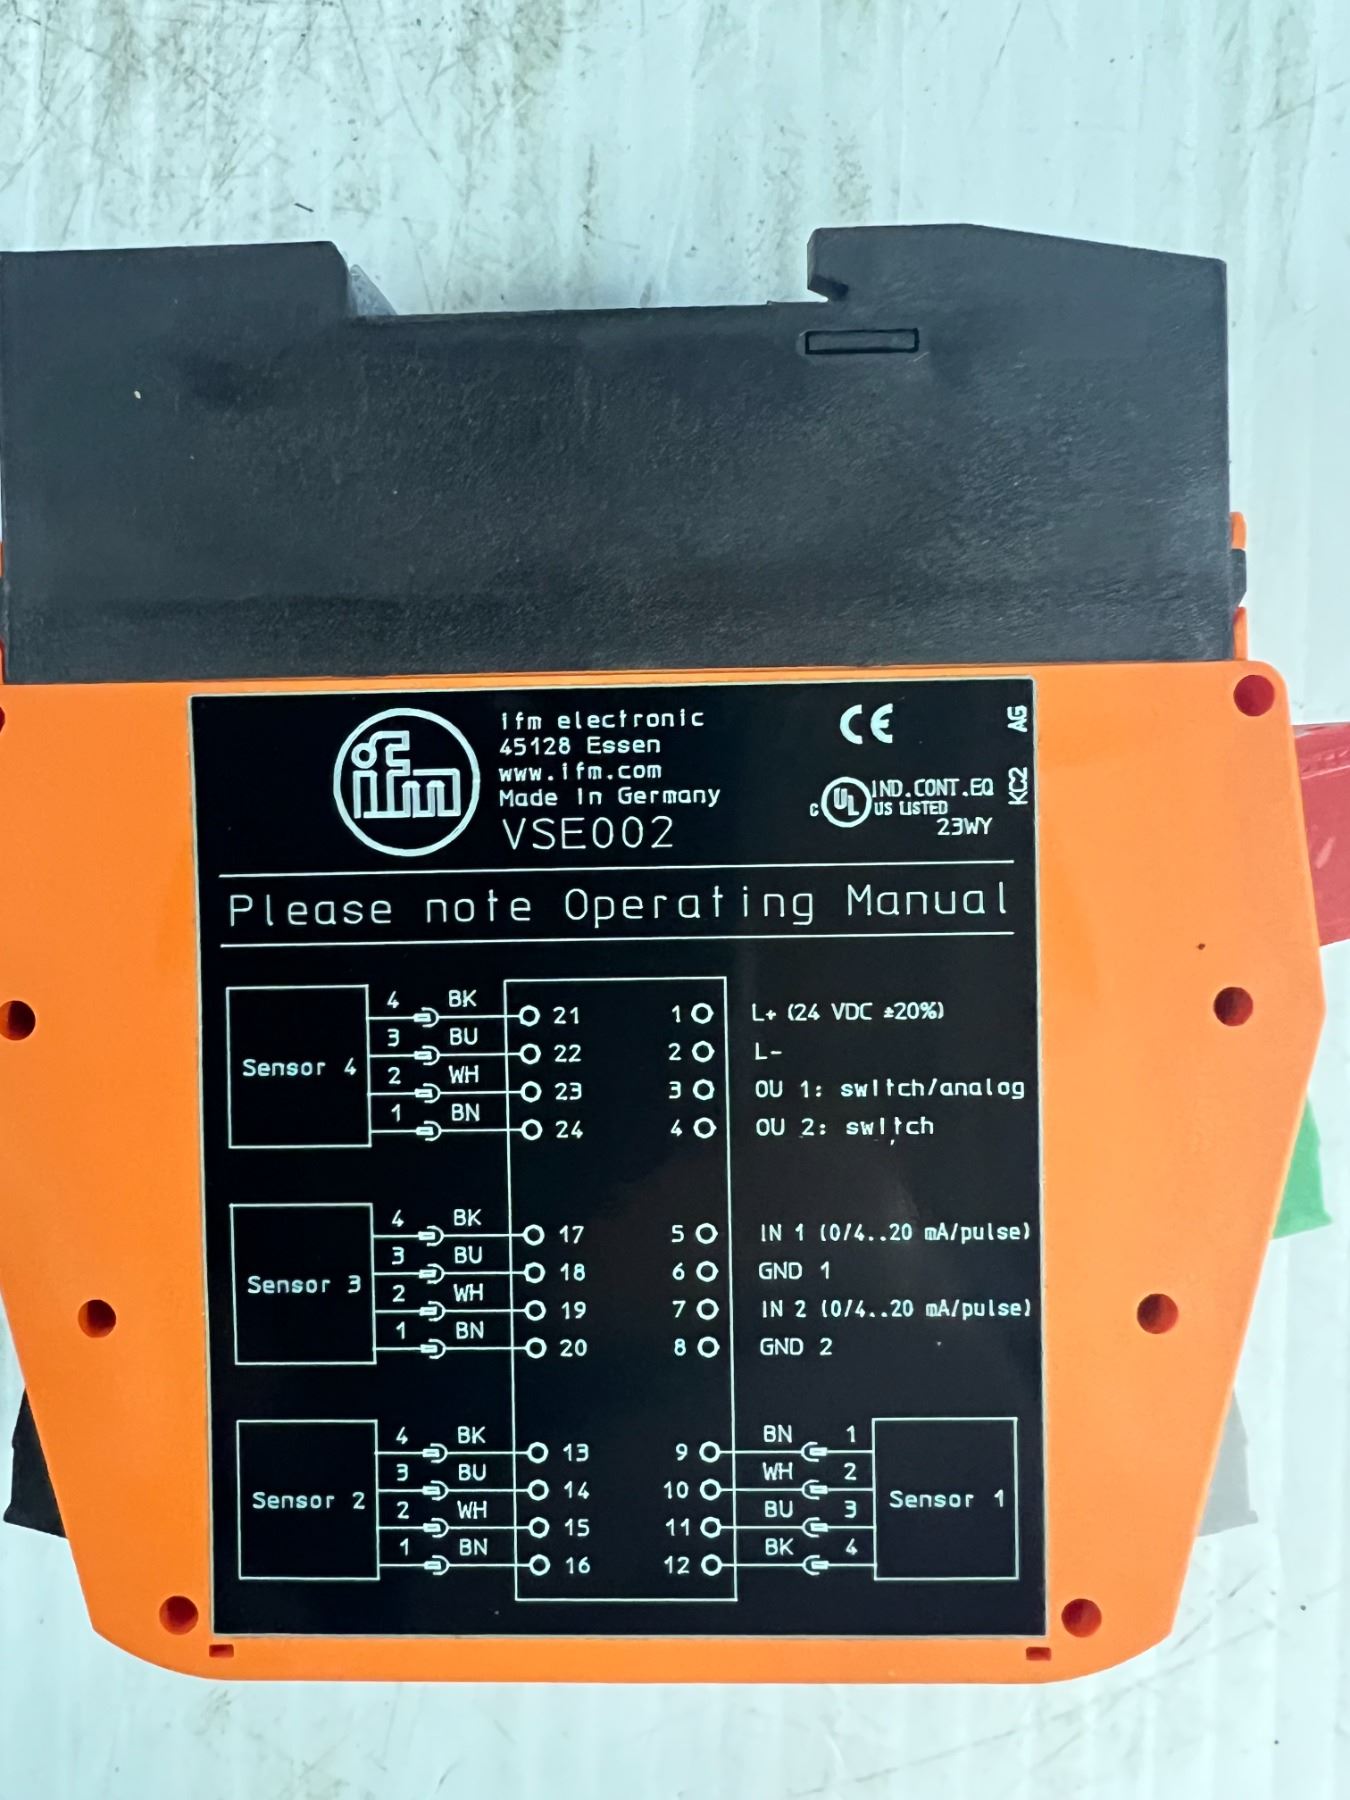 ifm
ifm electronic
45128 Essen
www.ifm.com
Made in Germany
VSE002
CE
C UL US LISTED
IND.CONT.EQ
23WY
AG
KC2
Please note Operating Manual
Sensor 4
4 BK 21
3 BU 22
2 WH 23
1 BN 24
1 L+ (24 VDC ±20%)
2 L-
3 OU 1: switch/analog
4 OU 2: switch
Sensor 3
4 BK 17
3 BU 18
2 WH 19
1 BN 20
5 IN 1 (0/4..20 mA/pulse)
6 GND 1
7 IN 2 (0/4..20 mA/pulse)
8 GND 2
Sensor 2
4 BK 13
3 BU 14
2 WH 15
1 BN 16
9 BN 1
10 WH 2
11 BU 3
12 BK 4
Sensor 1